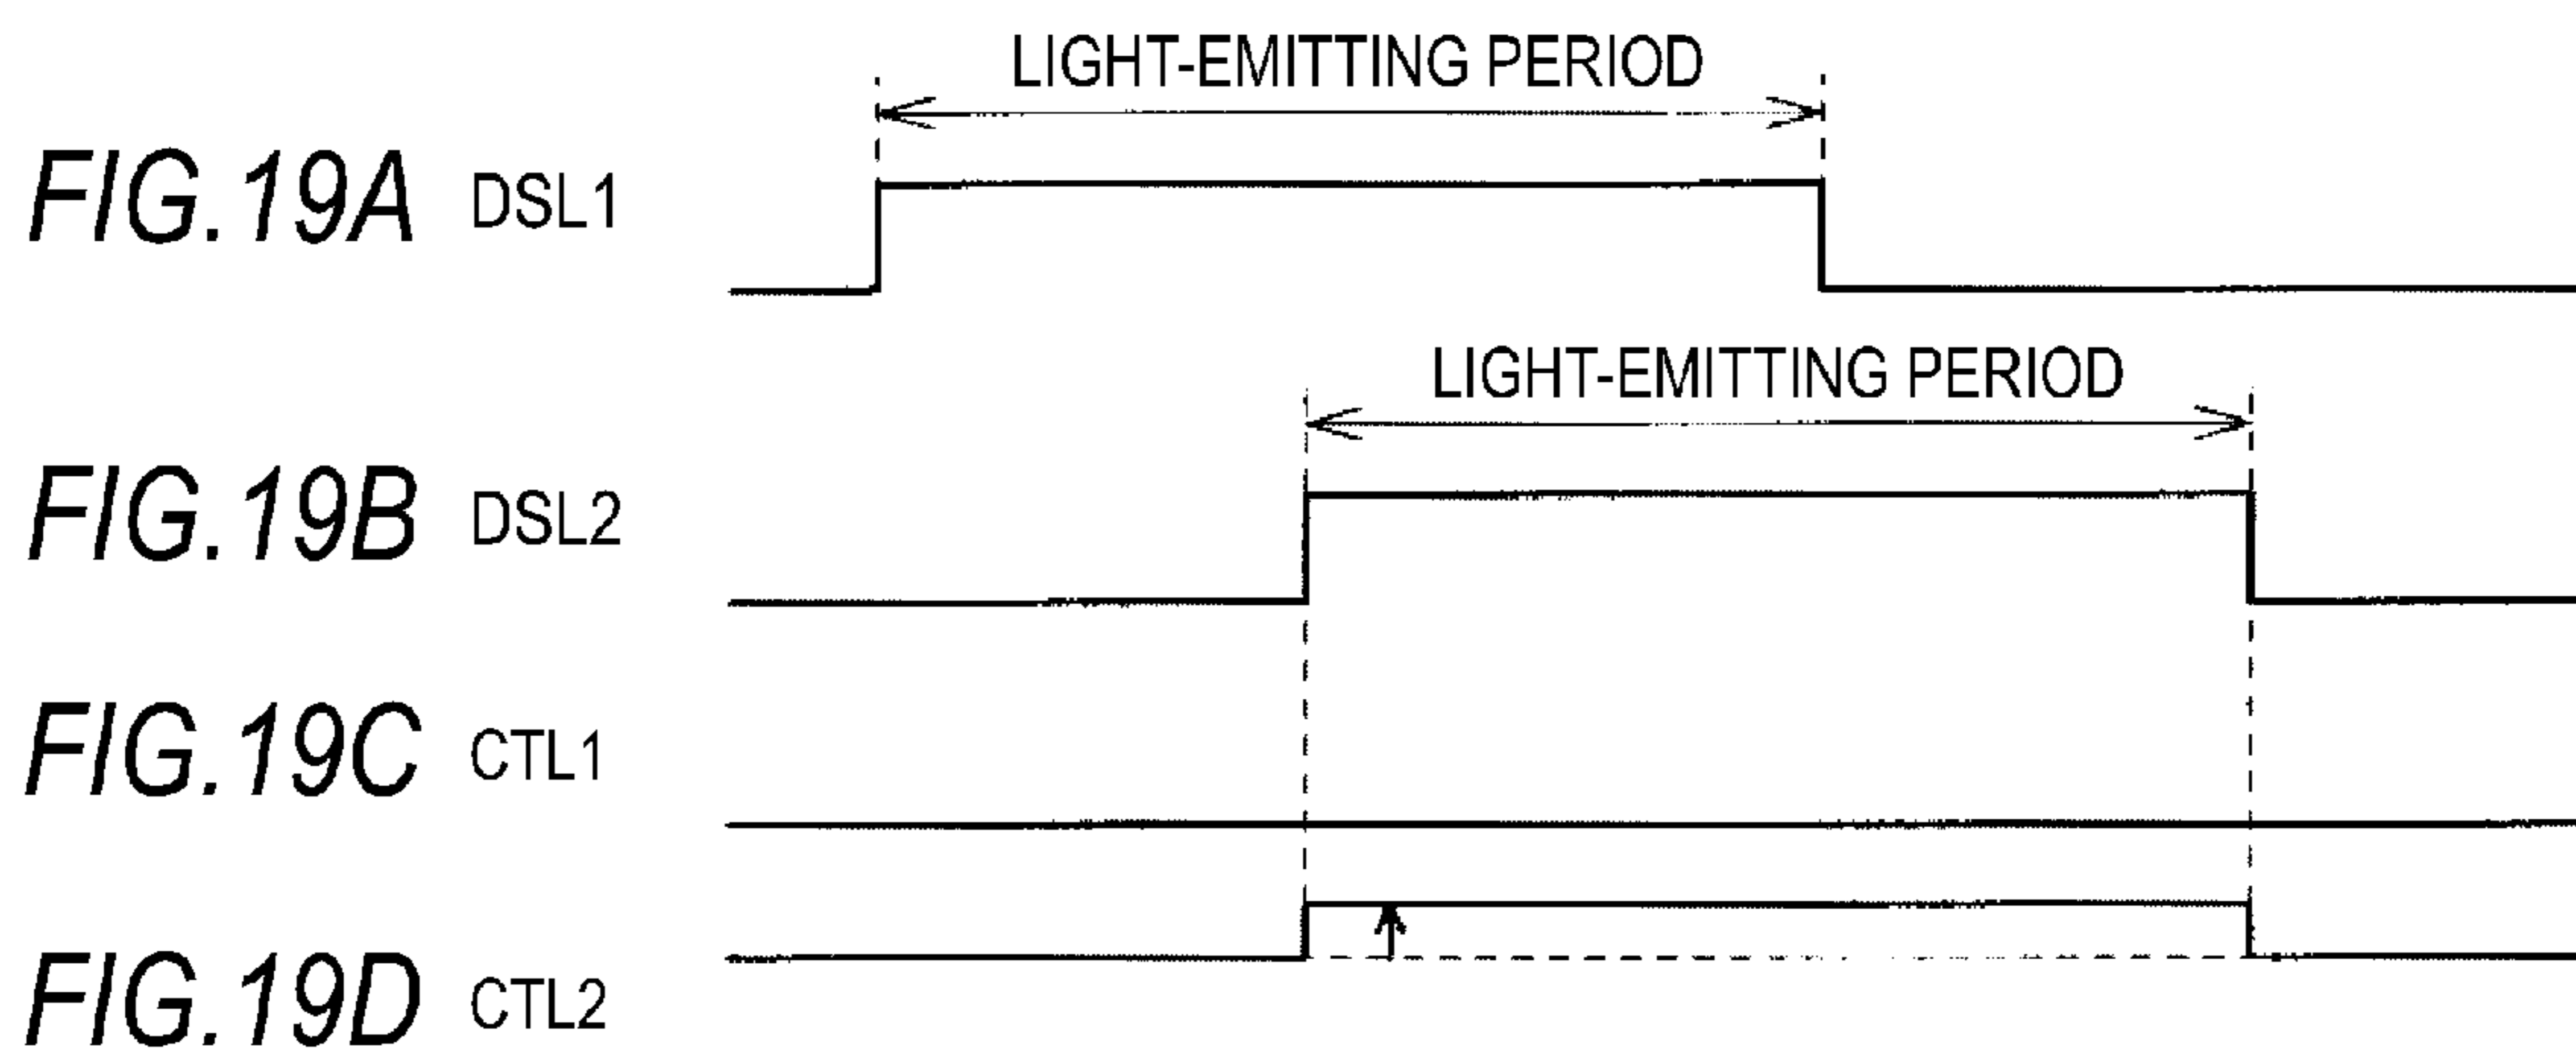 LIGHT-EMITTING PERIOD
FIG.19A DSL1
LIGHT-EMITTING PERIOD
FIG.19B DSL2
FIG.19C CTL1
FIG.19D CTL2